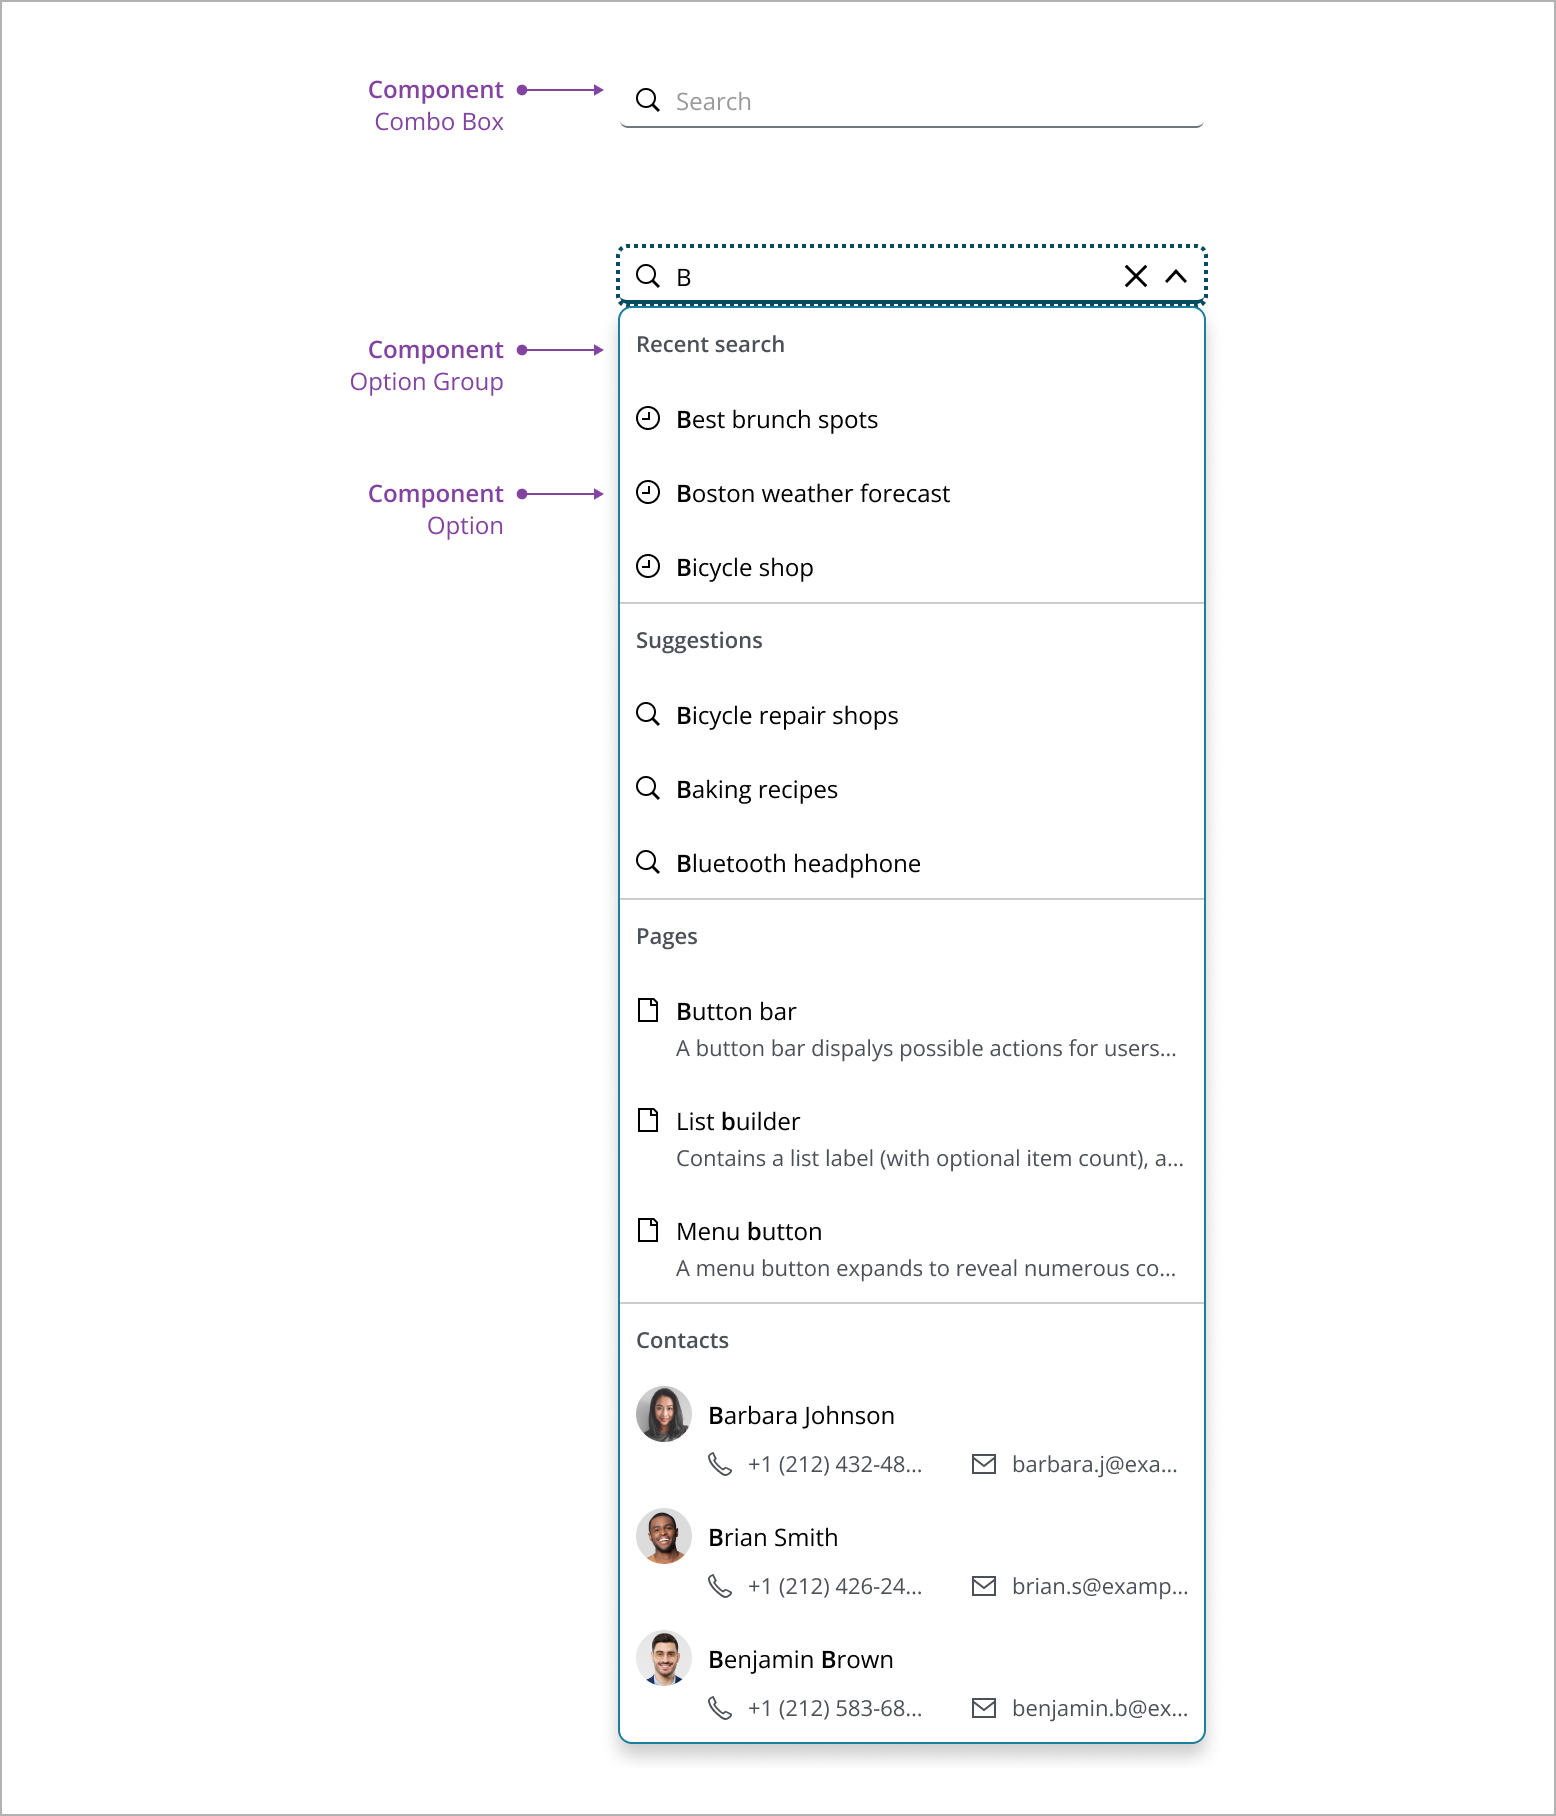 Component
Combo Box
Search
B
Component
Option Group
Recent search
Best brunch spots
Component
Option
Boston weather forecast
Bicycle shop
Suggestions
Bicycle repair shops
Baking recipes
Bluetooth headphone
Pages
Button bar
A button bar dispalys possible actions for users...
List builder
Contains a list label (with optional item count), a...
Menu button
A menu button expands to reveal numerous co...
Contacts
Barbara Johnson
+1 (212) 432-48... barbara.j@exa...
Brian Smith
+1 (212) 426-24... brian.s@examp...
Benjamin Brown
+1 (212) 583-68... benjamin.b@ex...